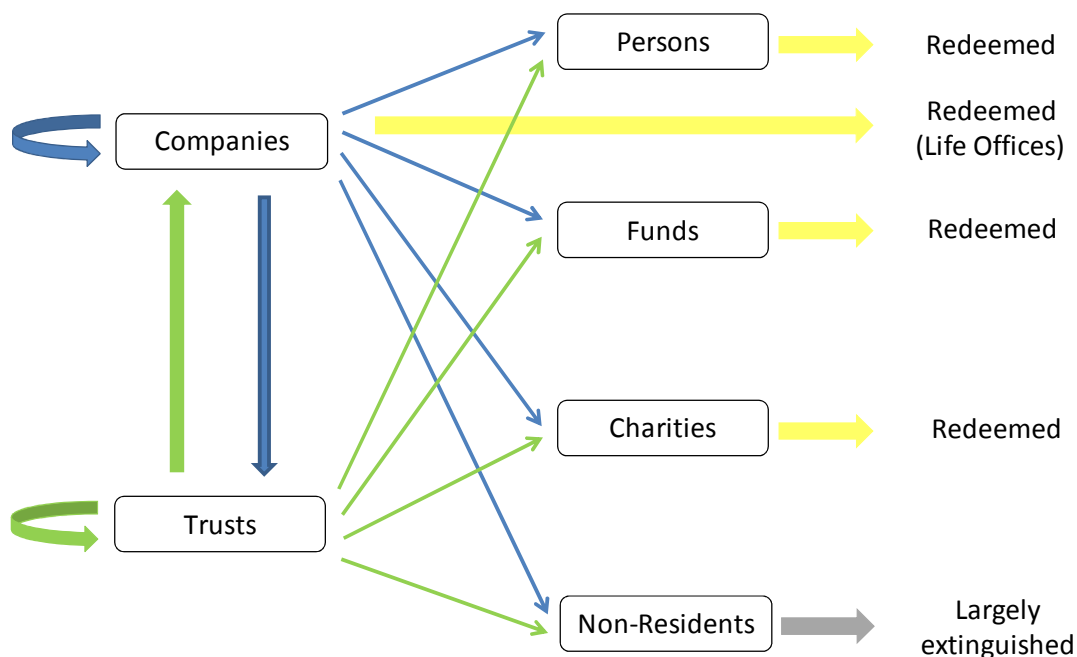 Persons
Redeemed
Companies
Redeemed
(Life Offices)
Funds
Redeemed
Charities
Redeemed
Trusts
Non-Residents
Largely
extinguished